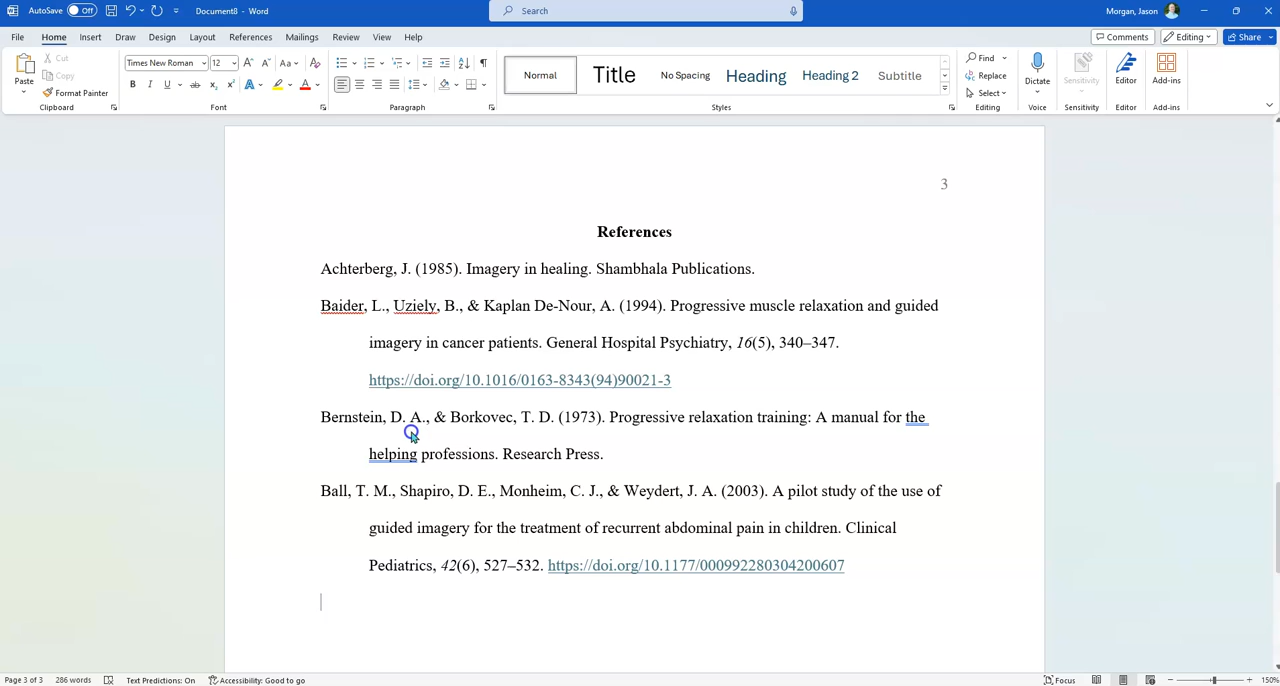 AutoSave Off Document8 - Word Search Morgan, Jason
File Home Insert Draw Design Layout References Mailings Review View Help Comments Editing Share
Paste Cut Copy Format Painter Clipboard
Times New Roman 12 Aa Font
B I U ab x₂ x² A A
Paragraph
Normal Title No Spacing Heading Heading 2 Subtitle Styles
Find Replace Select Editing
Dictate Voice
Sensitivity Sensitivity
Editor Editor
Add-ins Add-ins
3
References
Achterberg, J. (1985). Imagery in healing. Shambhala Publications.
Baider, L., Uziely, B., & Kaplan De-Nour, A. (1994). Progressive muscle relaxation and guided
imagery in cancer patients. General Hospital Psychiatry, 16(5), 340–347.
https://doi.org/10.1016/0163-8343(94)90021-3
Bernstein, D. A., & Borkovec, T. D. (1973). Progressive relaxation training: A manual for the
helping professions. Research Press.
Ball, T. M., Shapiro, D. E., Monheim, C. J., & Weydert, J. A. (2003). A pilot study of the use of
guided imagery for the treatment of recurrent abdominal pain in children. Clinical
Pediatrics, 42(6), 527–532. https://doi.org/10.1177/000992280304200607
Page 3 of 3 286 words Text Predictions: On Accessibility: Good to go Focus 150%